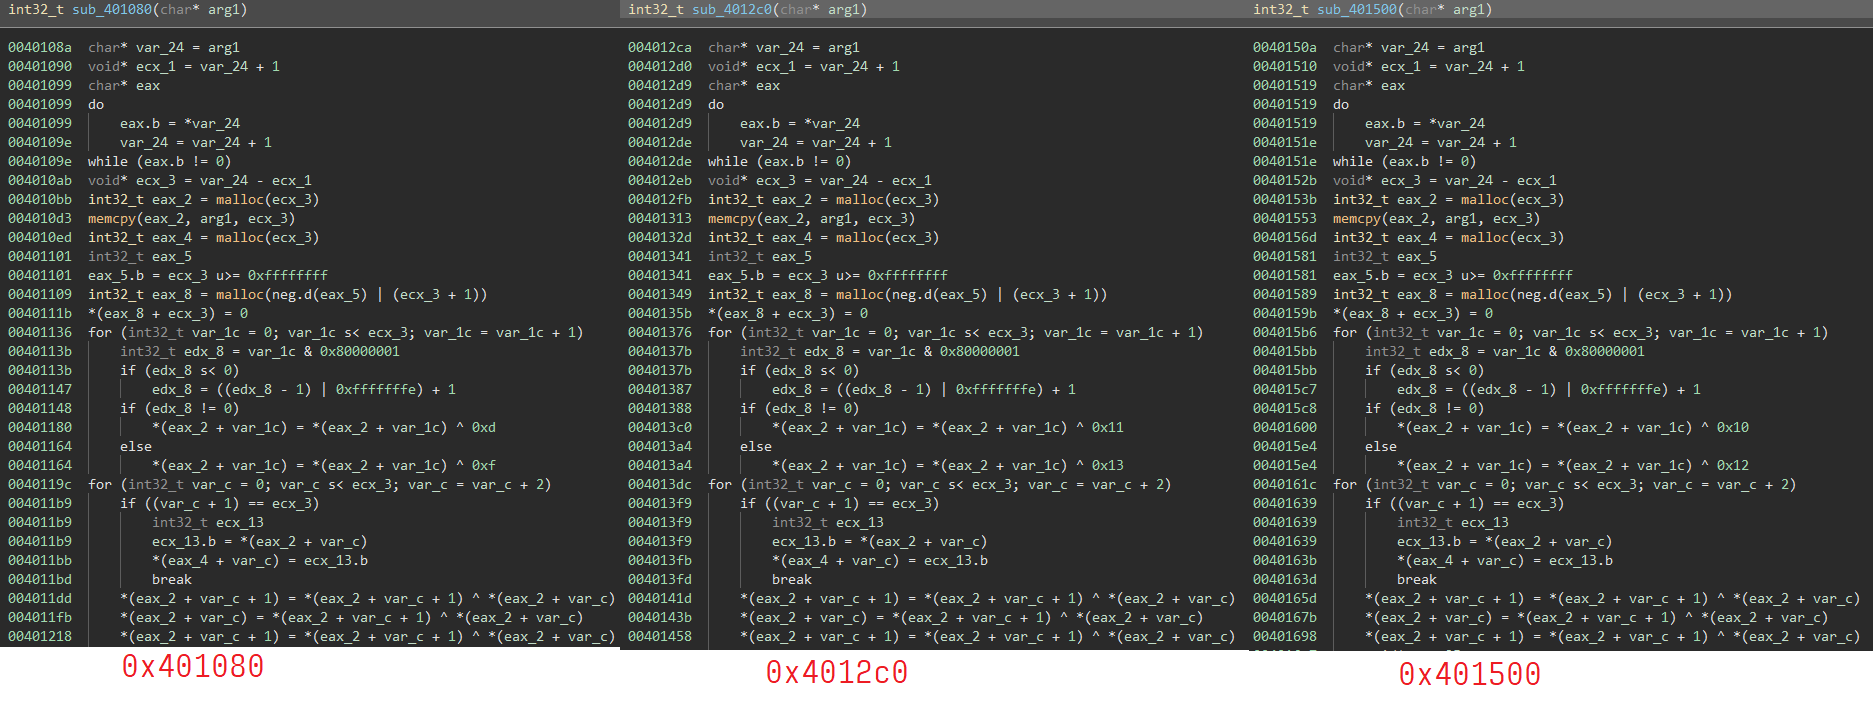 int32_t sub_401080(char* arg1)
0040108a char* var_24 = arg1
00401090 void* ecx_1 = var_24 + 1
00401099 char* eax
00401099 do
00401099 eax.b = *var_24
0040109e var_24 = var_24 + 1
0040109e while (eax.b != 0)
004010ab void* ecx_3 = var_24 - ecx_1
004010bb int32_t eax_2 = malloc(ecx_3)
004010d3 memcpy(eax_2, arg1, ecx_3)
004010ed int32_t eax_4 = malloc(ecx_3)
00401101 int32_t eax_5
00401101 eax_5.b = ecx_3 u>= 0xffffffff
00401109 int32_t eax_8 = malloc(neg.d(eax_5) | (ecx_3 + 1))
0040111b *(eax_8 + ecx_3) = 0
00401136 for (int32_t var_1c = 0; var_1c s< ecx_3; var_1c = var_1c + 1)
0040113b int32_t edx_8 = var_1c & 0x80000001
0040113b if (edx_8 s< 0)
00401147 edx_8 = ((edx_8 - 1) | 0xfffffffe) + 1
00401148 if (edx_8 != 0)
00401180 *(eax_2 + var_1c) = *(eax_2 + var_1c) ^ 0xd
00401164 else
00401164 *(eax_2 + var_1c) = *(eax_2 + var_1c) ^ 0xf
0040119c for (int32_t var_c = 0; var_c s< ecx_3; var_c = var_c + 2)
004011b9 if ((var_c + 1) == ecx_3)
004011b9 int32_t ecx_13
004011b9 ecx_13.b = *(eax_2 + var_c)
004011bb *(eax_4 + var_c) = ecx_13.b
004011bd break
004011dd *(eax_2 + var_c + 1) = *(eax_2 + var_c + 1) ^ *(eax_2 + var_c)
004011fb *(eax_2 + var_c) = *(eax_2 + var_c + 1) ^ *(eax_2 + var_c)
00401218 *(eax_2 + var_c + 1) = *(eax_2 + var_c + 1) ^ *(eax_2 + var_c)
0x401080
int32_t sub_4012c0(char* arg1)
004012ca char* var_24 = arg1
004012d0 void* ecx_1 = var_24 + 1
004012d9 char* eax
004012d9 do
004012d9 eax.b = *var_24
004012de var_24 = var_24 + 1
004012de while (eax.b != 0)
004012eb void* ecx_3 = var_24 - ecx_1
004012fb int32_t eax_2 = malloc(ecx_3)
00401313 memcpy(eax_2, arg1, ecx_3)
0040132d int32_t eax_4 = malloc(ecx_3)
00401341 int32_t eax_5
00401341 eax_5.b = ecx_3 u>= 0xffffffff
00401349 int32_t eax_8 = malloc(neg.d(eax_5) | (ecx_3 + 1))
0040135b *(eax_8 + ecx_3) = 0
00401376 for (int32_t var_1c = 0; var_1c s< ecx_3; var_1c = var_1c + 1)
0040137b int32_t edx_8 = var_1c & 0x80000001
0040137b if (edx_8 s< 0)
00401387 edx_8 = ((edx_8 - 1) | 0xfffffffe) + 1
00401388 if (edx_8 != 0)
004013c0 *(eax_2 + var_1c) = *(eax_2 + var_1c) ^ 0x11
004013a4 else
004013a4 *(eax_2 + var_1c) = *(eax_2 + var_1c) ^ 0x13
004013dc for (int32_t var_c = 0; var_c s< ecx_3; var_c = var_c + 2)
004013f9 if ((var_c + 1) == ecx_3)
004013f9 int32_t ecx_13
004013f9 ecx_13.b = *(eax_2 + var_c)
004013fb *(eax_4 + var_c) = ecx_13.b
004013fd break
0040141d *(eax_2 + var_c + 1) = *(eax_2 + var_c + 1) ^ *(eax_2 + var_c)
0040143b *(eax_2 + var_c) = *(eax_2 + var_c + 1) ^ *(eax_2 + var_c)
00401458 *(eax_2 + var_c + 1) = *(eax_2 + var_c + 1) ^ *(eax_2 + var_c)
0x4012c0
int32_t sub_401500(char* arg1)
0040150a char* var_24 = arg1
00401510 void* ecx_1 = var_24 + 1
00401519 char* eax
00401519 do
00401519 eax.b = *var_24
0040151e var_24 = var_24 + 1
0040151e while (eax.b != 0)
0040152b void* ecx_3 = var_24 - ecx_1
0040153b int32_t eax_2 = malloc(ecx_3)
00401553 memcpy(eax_2, arg1, ecx_3)
0040156d int32_t eax_4 = malloc(ecx_3)
00401581 int32_t eax_5
00401581 eax_5.b = ecx_3 u>= 0xffffffff
00401589 int32_t eax_8 = malloc(neg.d(eax_5) | (ecx_3 + 1))
0040159b *(eax_8 + ecx_3) = 0
004015b6 for (int32_t var_1c = 0; var_1c s< ecx_3; var_1c = var_1c + 1)
004015bb int32_t edx_8 = var_1c & 0x80000001
004015bb if (edx_8 s< 0)
004015c7 edx_8 = ((edx_8 - 1) | 0xfffffffe) + 1
004015c8 if (edx_8 != 0)
00401600 *(eax_2 + var_1c) = *(eax_2 + var_1c) ^ 0x10
004015e4 else
004015e4 *(eax_2 + var_1c) = *(eax_2 + var_1c) ^ 0x12
0040161c for (int32_t var_c = 0; var_c s< ecx_3; var_c = var_c + 2)
00401639 if ((var_c + 1) == ecx_3)
00401639 int32_t ecx_13
00401639 ecx_13.b = *(eax_2 + var_c)
0040163b *(eax_4 + var_c) = ecx_13.b
0040163d break
0040165d *(eax_2 + var_c + 1) = *(eax_2 + var_c + 1) ^ *(eax_2 + var_c)
0040167b *(eax_2 + var_c) = *(eax_2 + var_c + 1) ^ *(eax_2 + var_c)
00401698 *(eax_2 + var_c + 1) = *(eax_2 + var_c + 1) ^ *(eax_2 + var_c)
0x401500